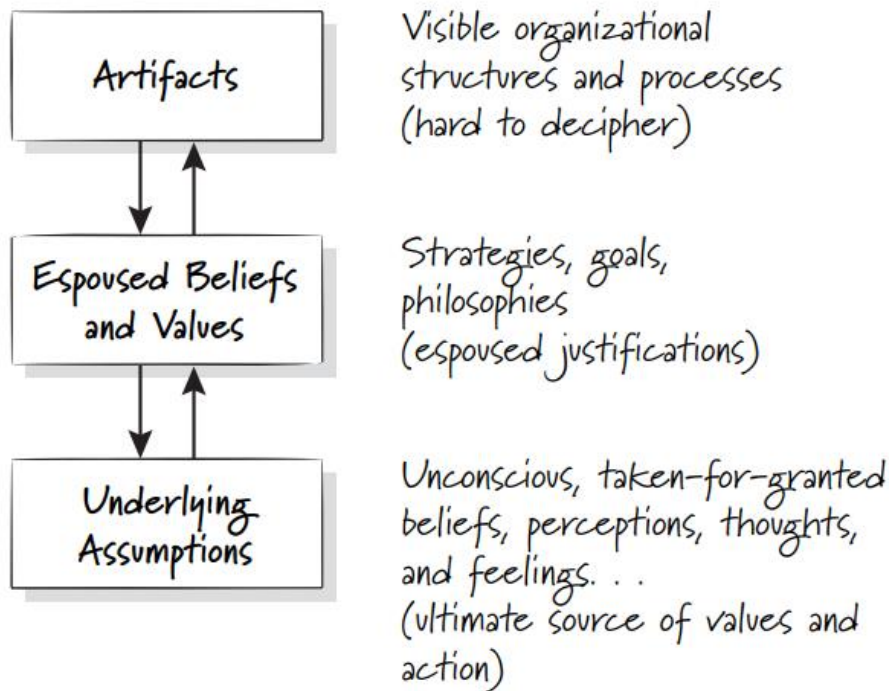 Artifacts
Visible organizational
structures and processes
(hard to decipher)
Espoused Beliefs
and Values
Strategies, goals,
philosophies
(espoused justifications)
Underlying
Assumptions
Unconscious, taken-for-granted
beliefs, perceptions, thoughts,
and feelings. . .
(ultimate source of values and
action)